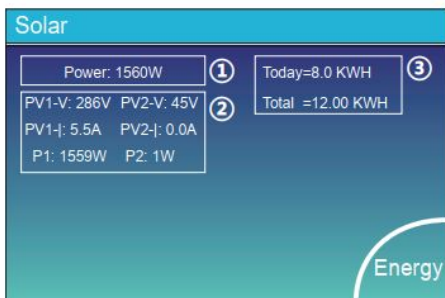 Solar
Power: 1560W
①
PV1-V: 286V PV2-V: 45V
②
PV1-|: 5.5A PV2-|: 0.0A
P1: 1559W P2: 1W
Today=8.0 KWH
③
Total =12.00 KWH
Energy